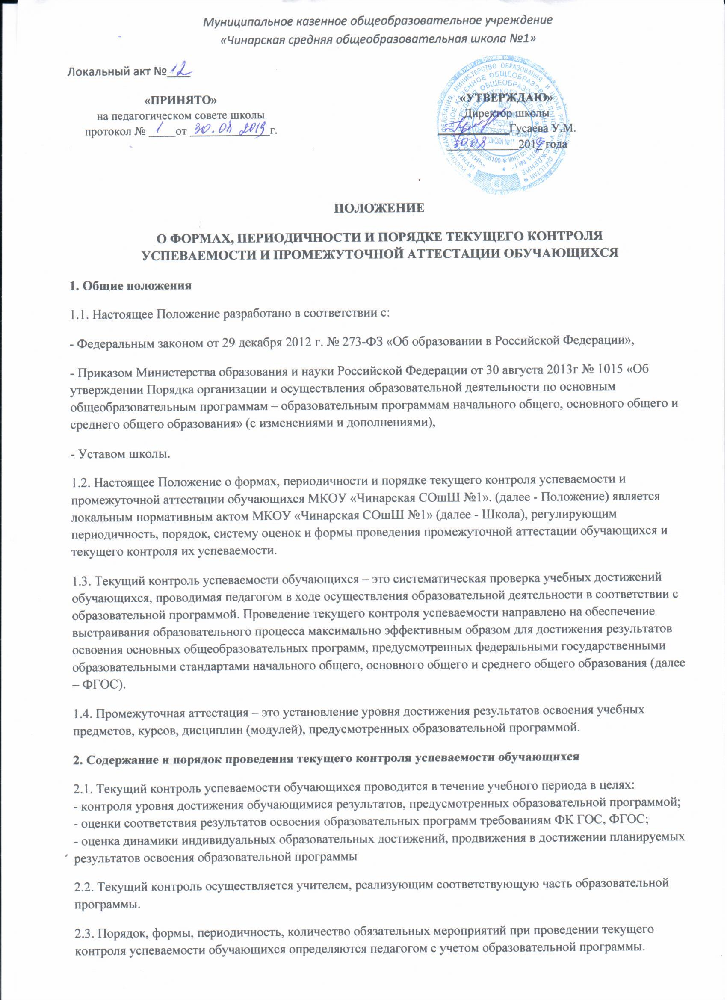 Муниципальное казенное общеобразовательное учреждение
«Чинарская средняя общеобразовательная школа №1»
Локальный акт № 12
«ПРИНЯТО»
на педагогическом совете школы
протокол № 1 от 30.08 2019 г.
«УТВЕРЖДАЮ»
Директор школы
Гусаева У.М.
30.08 2019 года
РОССИЙСКАЯ ФЕДЕРАЦИЯ, МИНИСТЕРСТВО ОБРАЗОВАНИЯ И НАУКИ РЕСПУБЛИКИ ДАГЕСТАН
МКОУ
СРЕДНЯЯ
ОБЩЕОБРАЗОВАТЕЛЬНАЯ
ШКОЛА №1"
ПОЛОЖЕНИЕ
О ФОРМАХ, ПЕРИОДИЧНОСТИ И ПОРЯДКЕ ТЕКУЩЕГО КОНТРОЛЯ
УСПЕВАЕМОСТИ И ПРОМЕЖУТОЧНОЙ АТТЕСТАЦИИ ОБУЧАЮЩИХСЯ
1. Общие положения
1.1. Настоящее Положение разработано в соответствии с:
- Федеральным законом от 29 декабря 2012 г. № 273-ФЗ «Об образовании в Российской Федерации»,
- Приказом Министерства образования и науки Российской Федерации от 30 августа 2013г № 1015 «Об
утверждении Порядка организации и осуществления образовательной деятельности по основным
общеобразовательным программам – образовательным программам начального общего, основного общего и
среднего общего образования» (с изменениями и дополнениями),
- Уставом школы.
1.2. Настоящее Положение о формах, периодичности и порядке текущего контроля успеваемости и
промежуточной аттестации обучающихся МКОУ «Чинарская СОшШ №1». (далее - Положение) является
локальным нормативным актом МКОУ «Чинарская СОшШ №1» (далее - Школа), регулирующим
периодичность, порядок, систему оценок и формы проведения промежуточной аттестации обучающихся и
текущего контроля их успеваемости.
1.3. Текущий контроль успеваемости обучающихся – это систематическая проверка учебных достижений
обучающихся, проводимая педагогом в ходе осуществления образовательной деятельности в соответствии с
образовательной программой. Проведение текущего контроля успеваемости направлено на обеспечение
выстраивания образовательного процесса максимально эффективным образом для достижения результатов
освоения основных общеобразовательных программ, предусмотренных федеральными государственными
образовательными стандартами начального общего, основного общего и среднего общего образования (далее
– ФГОС).
1.4. Промежуточная аттестация – это установление уровня достижения результатов освоения учебных
предметов, курсов, дисциплин (модулей), предусмотренных образовательной программой.
2. Содержание и порядок проведения текущего контроля успеваемости обучающихся
2.1. Текущий контроль успеваемости обучающихся проводится в течение учебного периода в целях:
- контроля уровня достижения обучающимися результатов, предусмотренных образовательной программой;
- оценки соответствия результатов освоения образовательных программ требованиям ФК ГОС, ФГОС;
- оценка динамики индивидуальных образовательных достижений, продвижения в достижении планируемых
результатов освоения образовательной программы
2.2. Текущий контроль осуществляется учителем, реализующим соответствующую часть образовательной
программы.
2.3. Порядок, формы, периодичность, количество обязательных мероприятий при проведении текущего
контроля успеваемости обучающихся определяются педагогом с учетом образовательной программы.